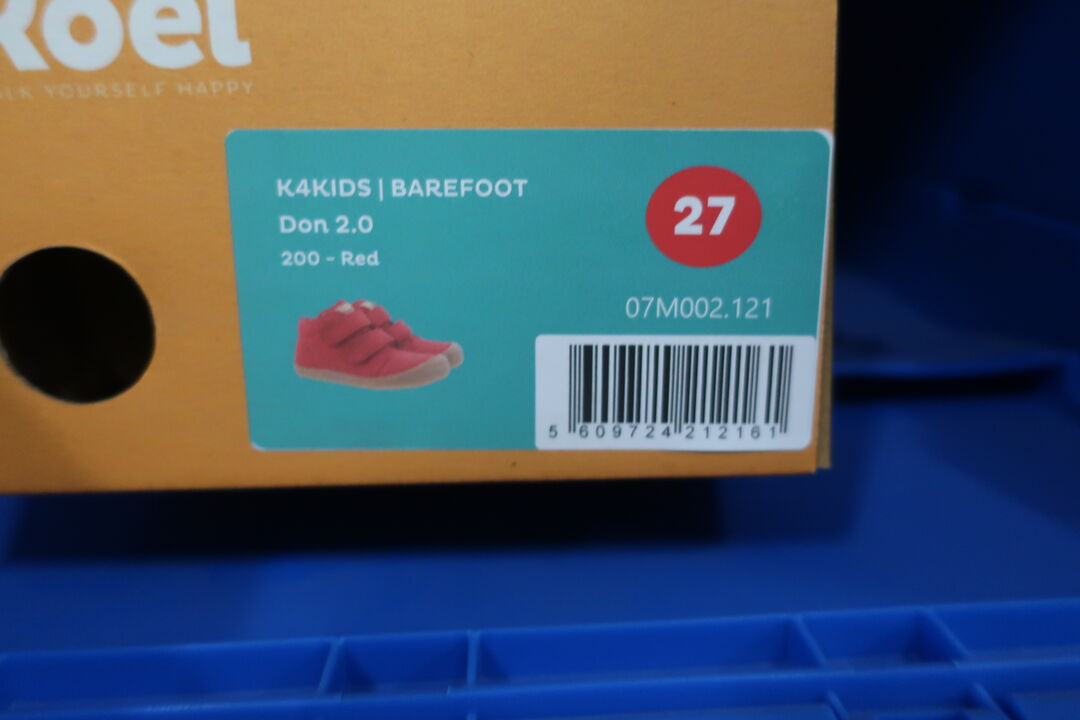 Koel
LK YOURSELF HAPPY
K4KIDS | BAREFOOT
Don 2.0
200 - Red
27
07M002.121
5 609724 212161